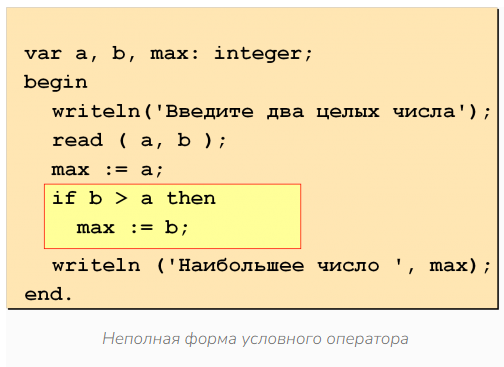 var a, b, max: integer;
begin
writeln('Введите два целых числа');
read ( a, b );
max := a;
if b > a then
max := b;
writeln ('Наибольшее число ', max);
end.
Неполная форма условного оператора